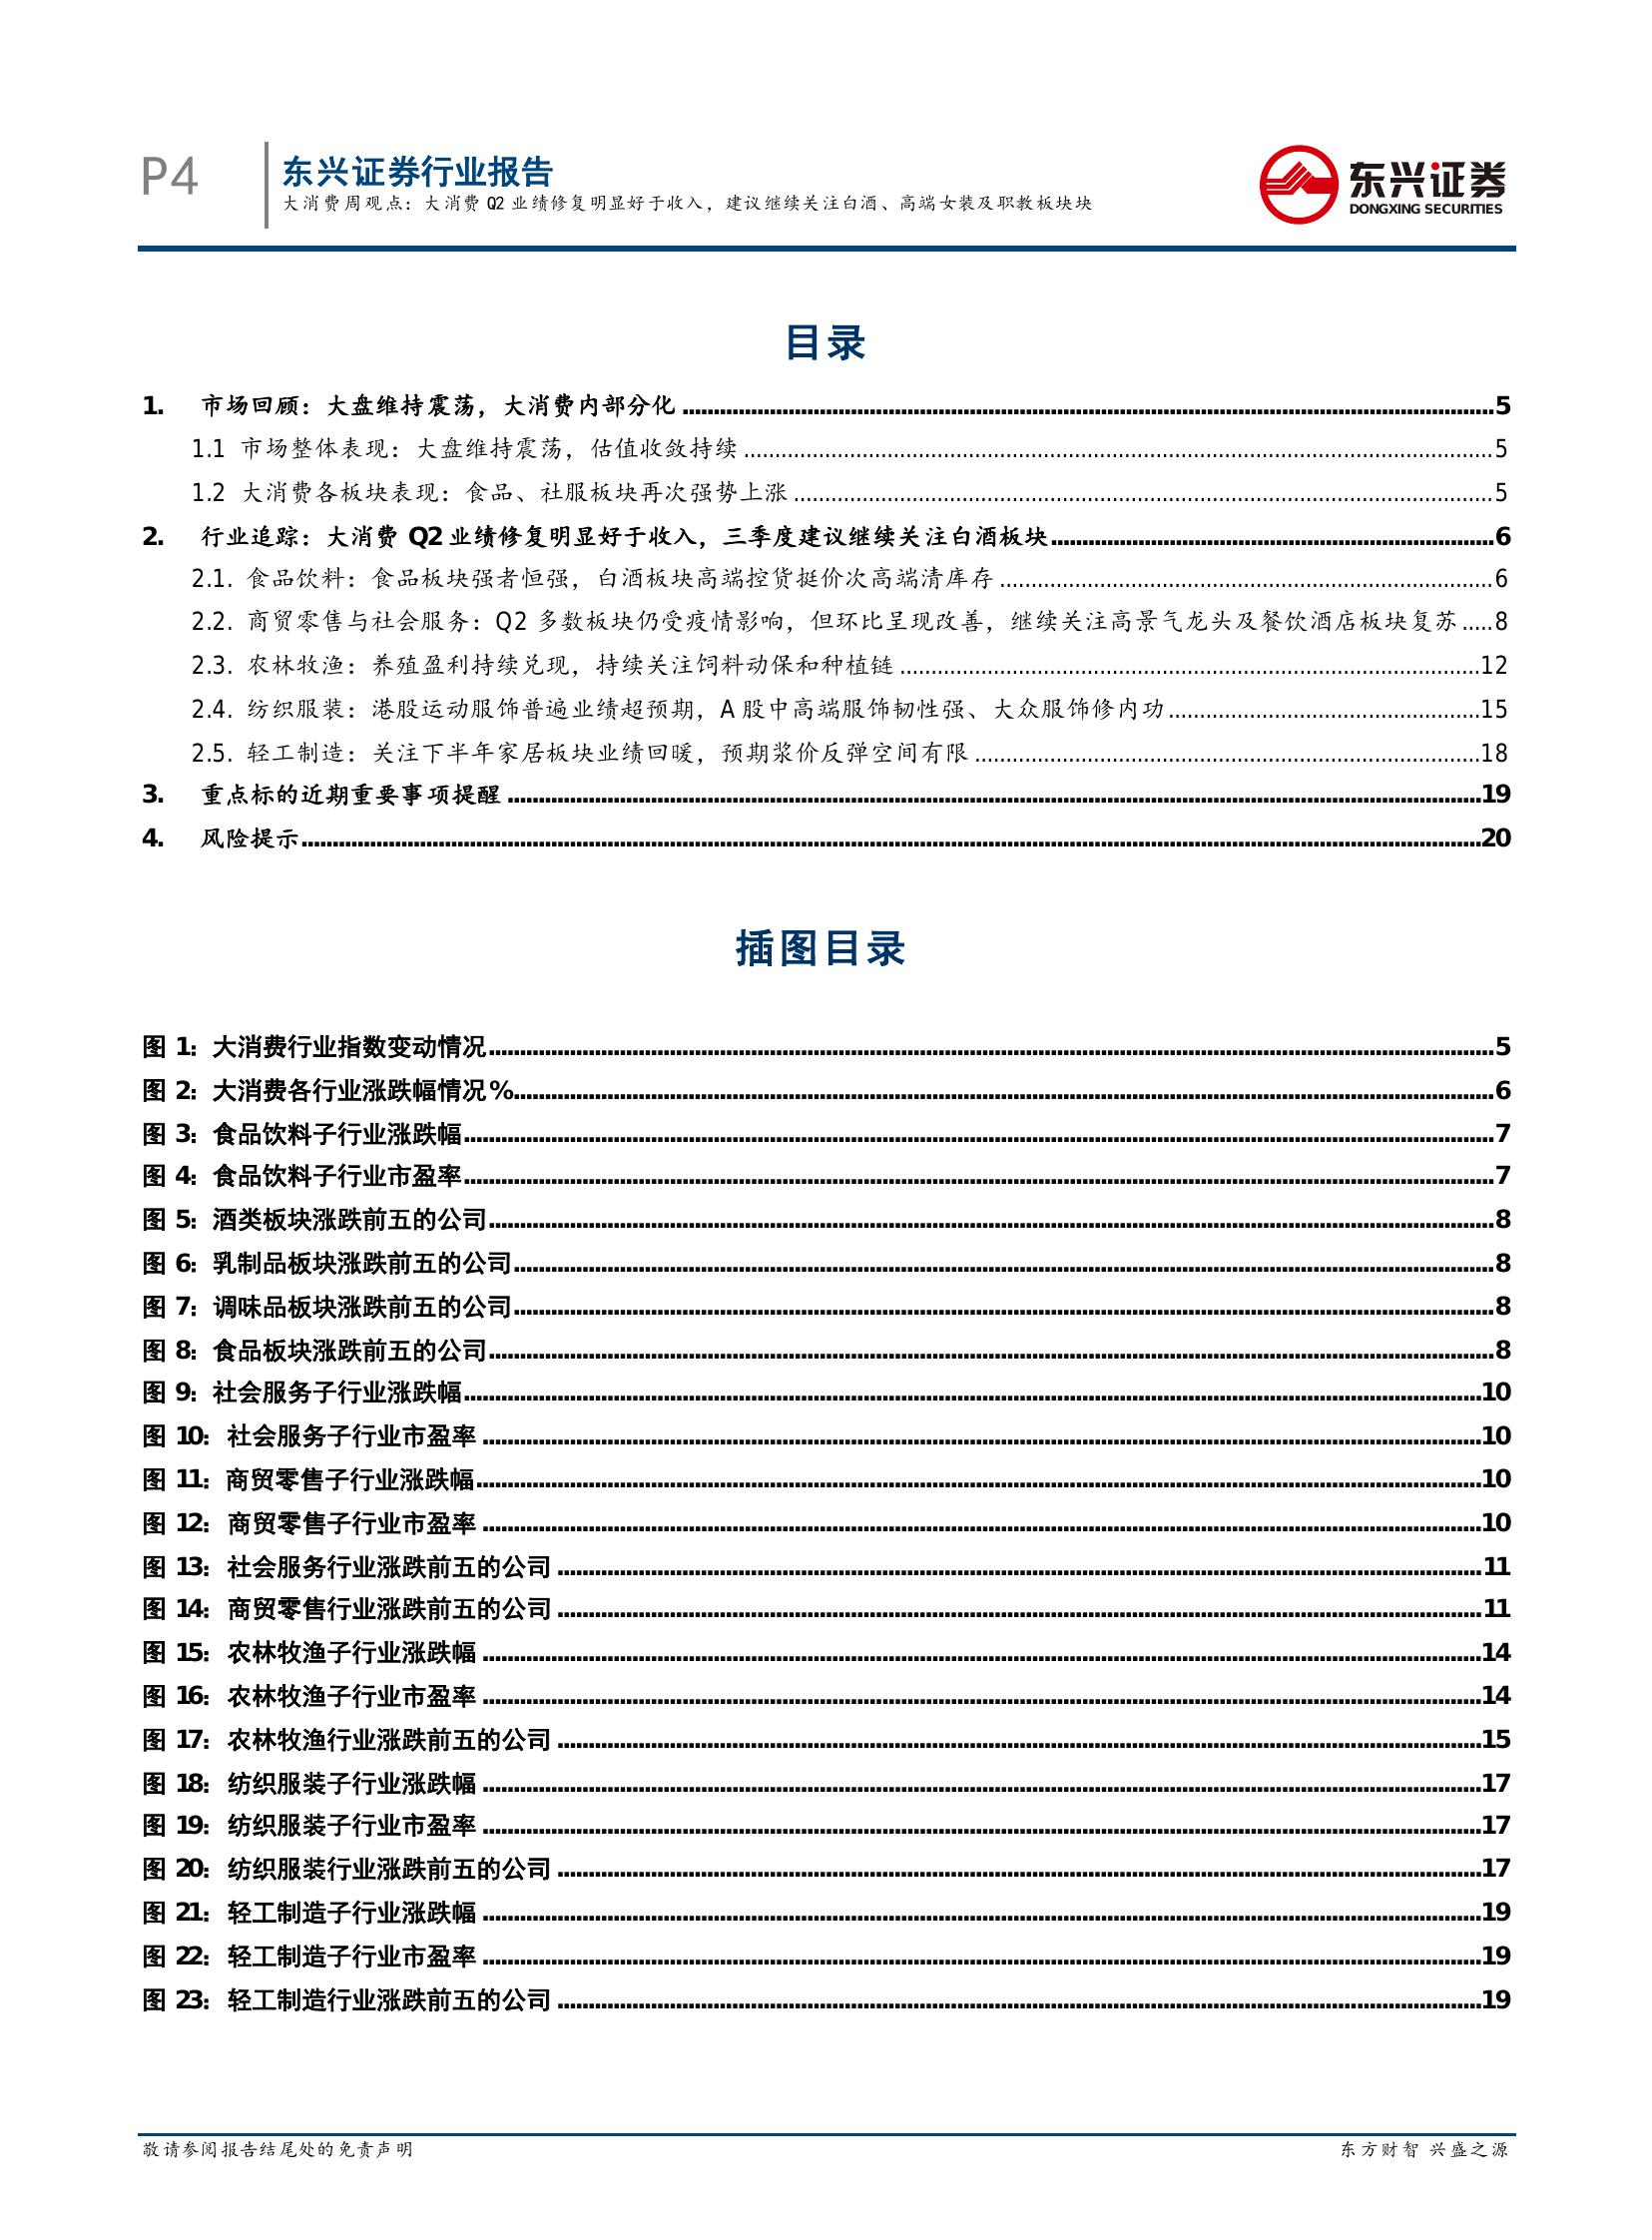 P4
东兴证券行业报告
大消费周观点：大消费 Q2 业绩修复明显好于收入，建议继续关注白酒、高端女装及职教板块块
东兴证券
DONGXING SECURITIES
目录
1. 市场回顾：大盘维持震荡，大消费内部分化 ........ 5
1.1 市场整体表现：大盘维持震荡，估值收敛持续 ........ 5
1.2 大消费各板块表现：食品、社服板块再次强势上涨 ........ 5
2. 行业追踪：大消费 Q2 业绩修复明显好于收入，三季度建议继续关注白酒板块 ........ 6
2.1. 食品饮料：食品板块强者恒强，白酒板块高端控货挺价次高端清库存 ........ 6
2.2. 商贸零售与社会服务：Q2 多数板块仍受疫情影响，但环比呈现改善，继续关注高景气龙头及餐饮酒店板块复苏 ..... 8
2.3. 农林牧渔：养殖盈利持续兑现，持续关注饲料动保和种植链 ........ 12
2.4. 纺织服装：港股运动服饰普遍业绩超预期，A 股中高端服饰韧性强、大众服饰修内功 ........ 15
2.5. 轻工制造：关注下半年家居板块业绩回暖，预期浆价反弹空间有限 ........ 18
3. 重点标的近期重要事项提醒 ........ 19
4. 风险提示 ........ 20
插图目录
图 1：大消费行业指数变动情况 ........ 5
图 2：大消费各行业涨跌幅情况% ........ 6
图 3：食品饮料子行业涨跌幅 ........ 7
图 4：食品饮料子行业市盈率 ........ 7
图 5：酒类板块涨跌前五的公司 ........ 8
图 6：乳制品板块涨跌前五的公司 ........ 8
图 7：调味品板块涨跌前五的公司 ........ 8
图 8：食品板块涨跌前五的公司 ........ 8
图 9：社会服务子行业涨跌幅 ........ 10
图 10：社会服务子行业市盈率 ........ 10
图 11：商贸零售子行业涨跌幅 ........ 10
图 12：商贸零售子行业市盈率 ........ 10
图 13：社会服务行业涨跌前五的公司 ........ 11
图 14：商贸零售行业涨跌前五的公司 ........ 11
图 15：农林牧渔子行业涨跌幅 ........ 14
图 16：农林牧渔子行业市盈率 ........ 14
图 17：农林牧渔行业涨跌前五的公司 ........ 15
图 18：纺织服装子行业涨跌幅 ........ 17
图 19：纺织服装子行业市盈率 ........ 17
图 20：纺织服装行业涨跌前五的公司 ........ 17
图 21：轻工制造子行业涨跌幅 ........ 19
图 22：轻工制造子行业市盈率 ........ 19
图 23：轻工制造行业涨跌前五的公司 ........ 19
敬请参阅报告结尾处的免责声明
东方财智 兴盛之源